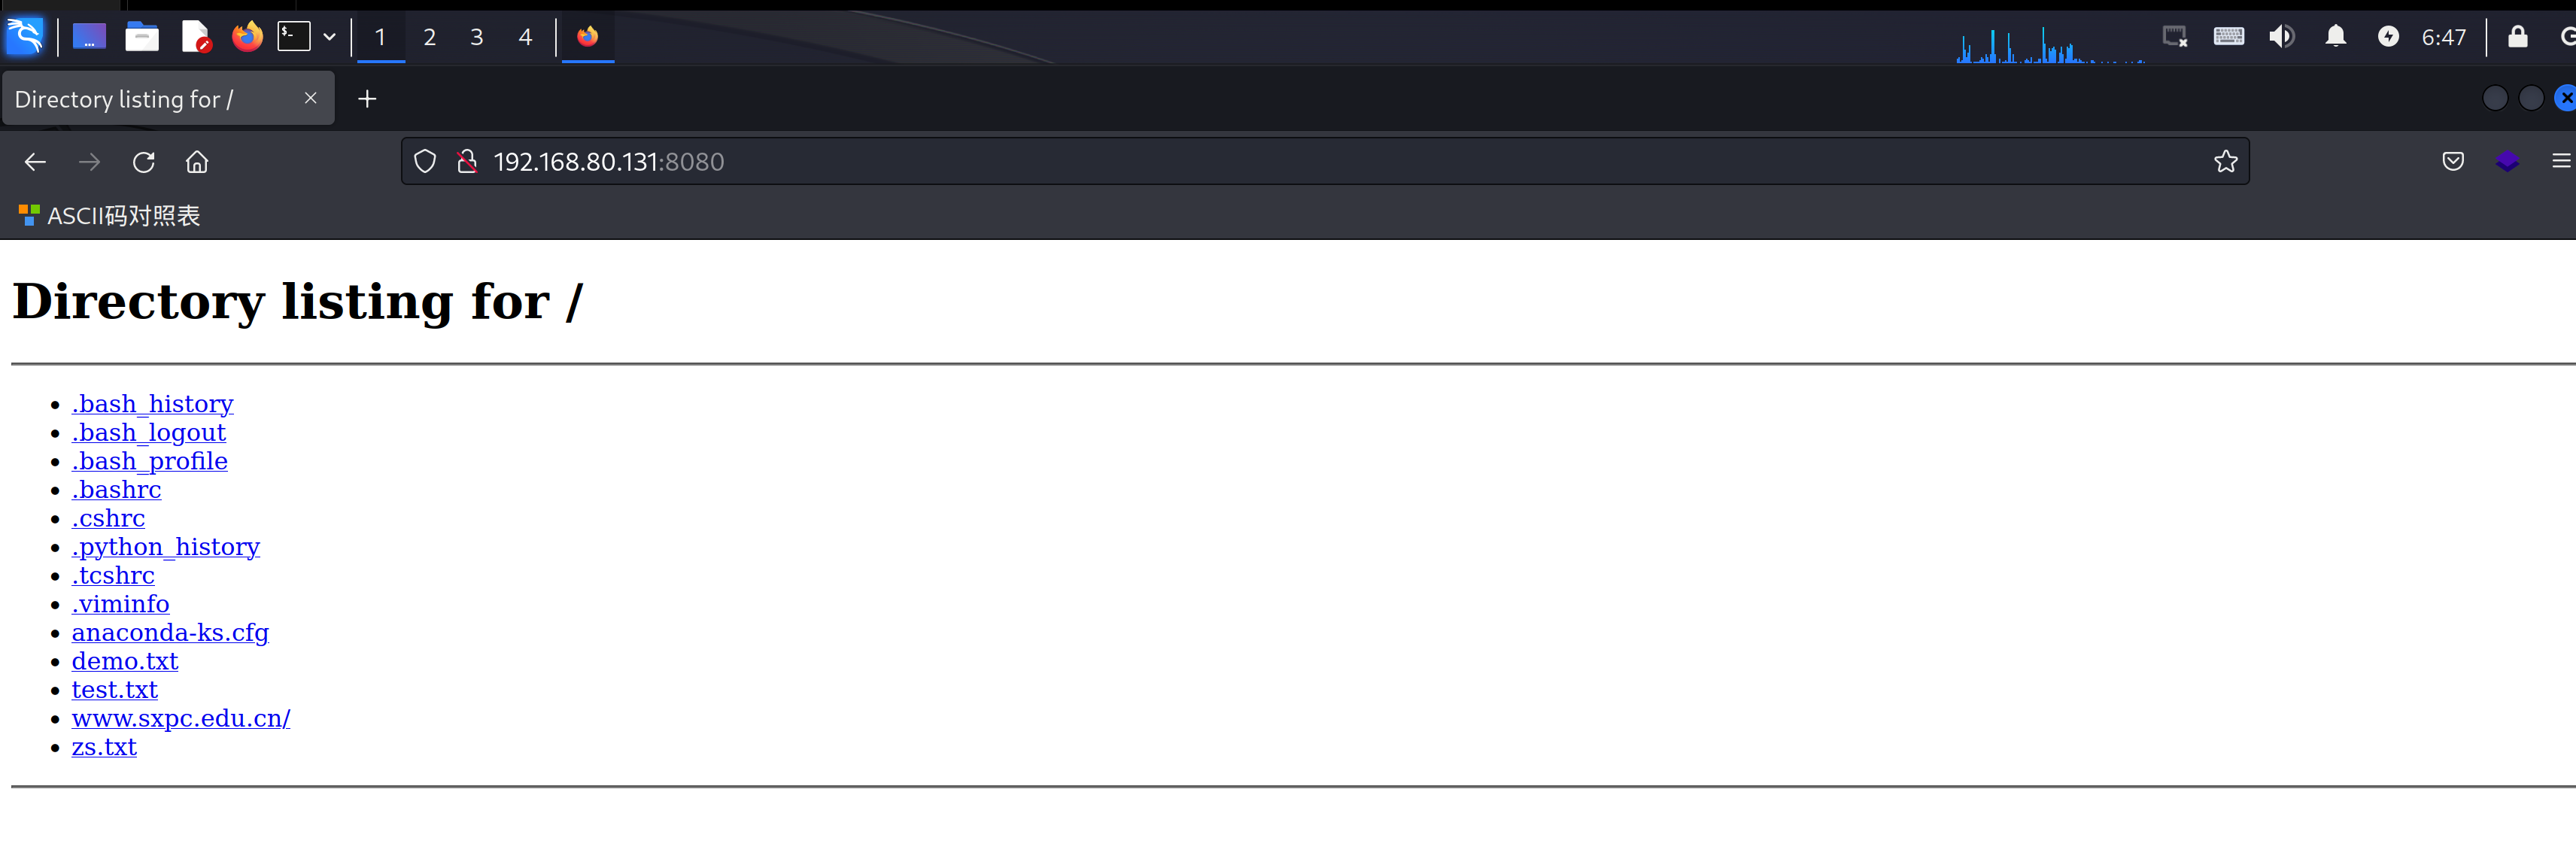 $-
1 2 3 4
6:47
Directory listing for /
192.168.80.131:8080
ASCII码对照表
Directory listing for /
.bash_history
.bash_logout
.bash_profile
.bashrc
.cshrc
.python_history
.tcshrc
.viminfo
anaconda-ks.cfg
demo.txt
test.txt
www.sxpc.edu.cn/
zs.txt